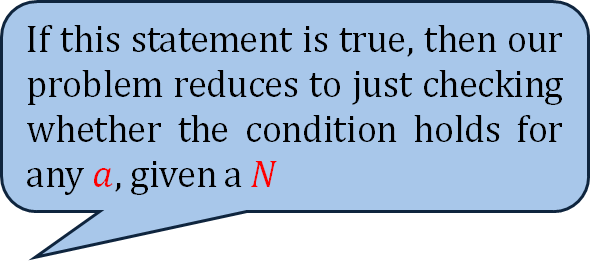 If this statement is true, then our
problem reduces to just checking
whether the condition holds for
any a, given a N